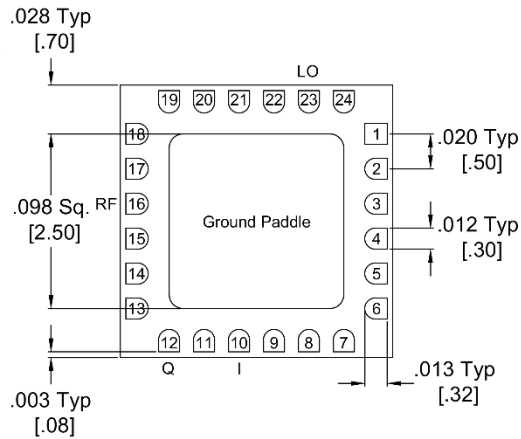 .028 Typ
[.70]
LO
19 20 21 22 23 24
18 1
17 2
.020 Typ
[.50]
RF 16 3
.098 Sq.
[2.50]
Ground Paddle
15 4
.012 Typ
[.30]
14 5
13 6
12 11 10 9 8 7
Q I
.013 Typ
[.32]
.003 Typ
[.08]